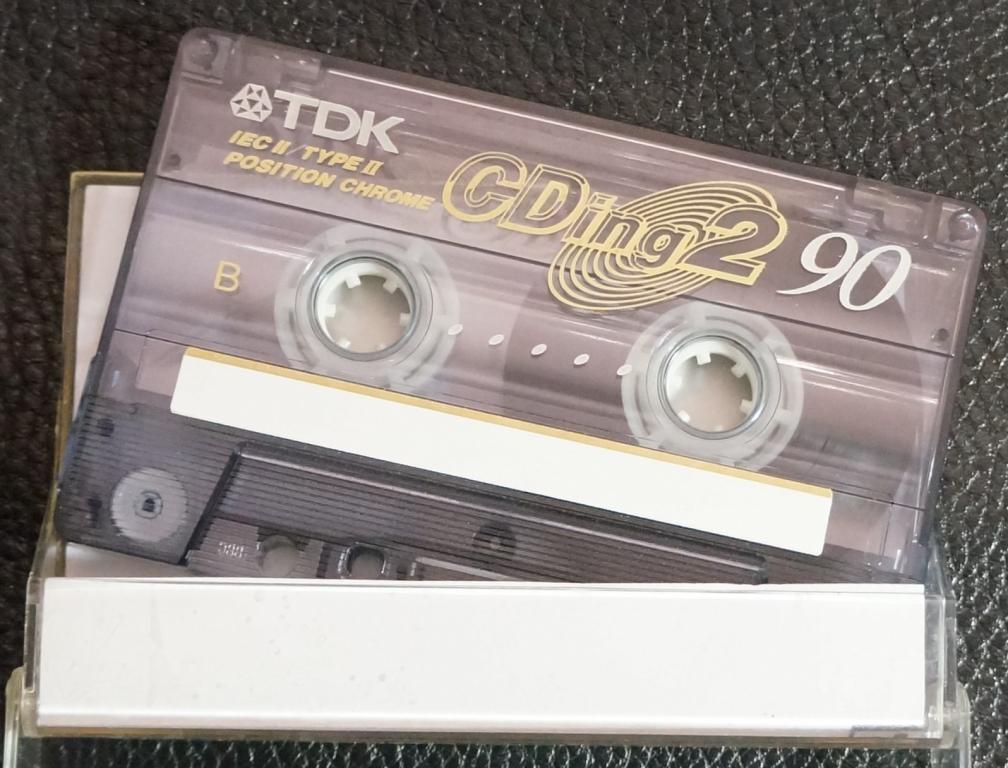 TDK
IEC II / TYPE II
POSITION CHROME
CDing2 90
B